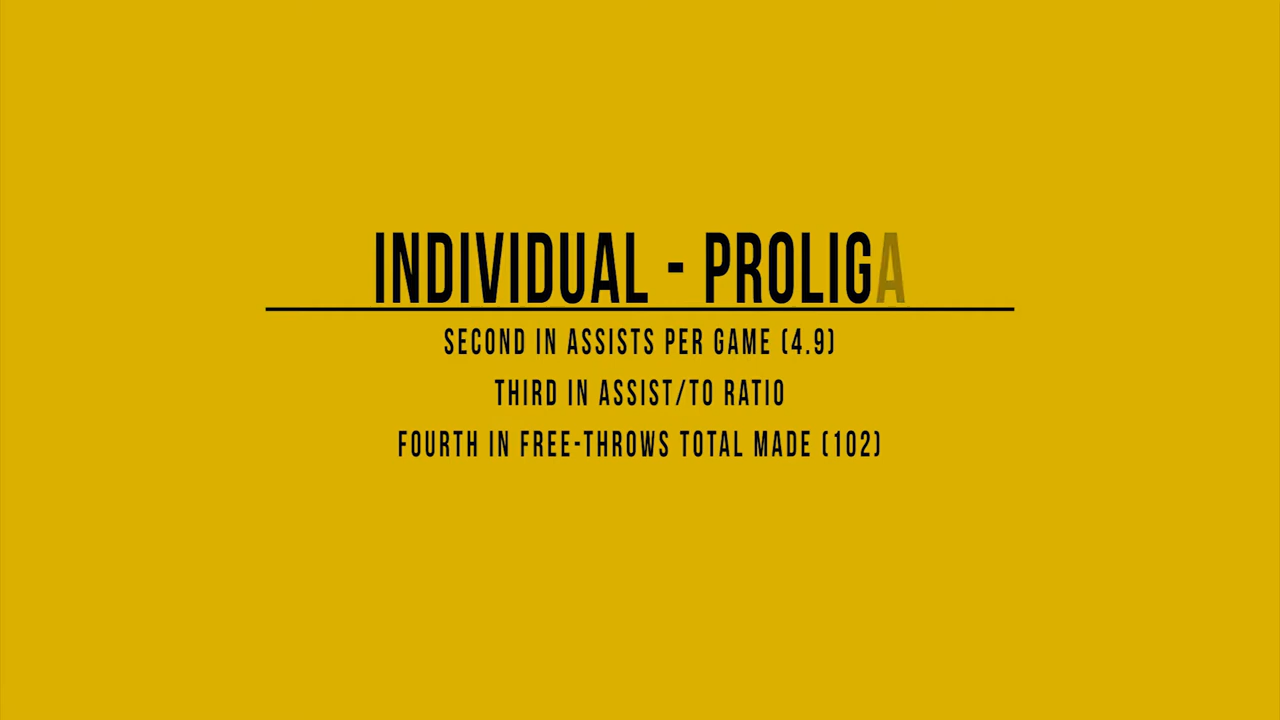 INDIVIDUAL - PROLIGA
SECOND IN ASSISTS PER GAME (4.9)
THIRD IN ASSIST/TO RATIO
FOURTH IN FREE-THROWS TOTAL MADE (102)